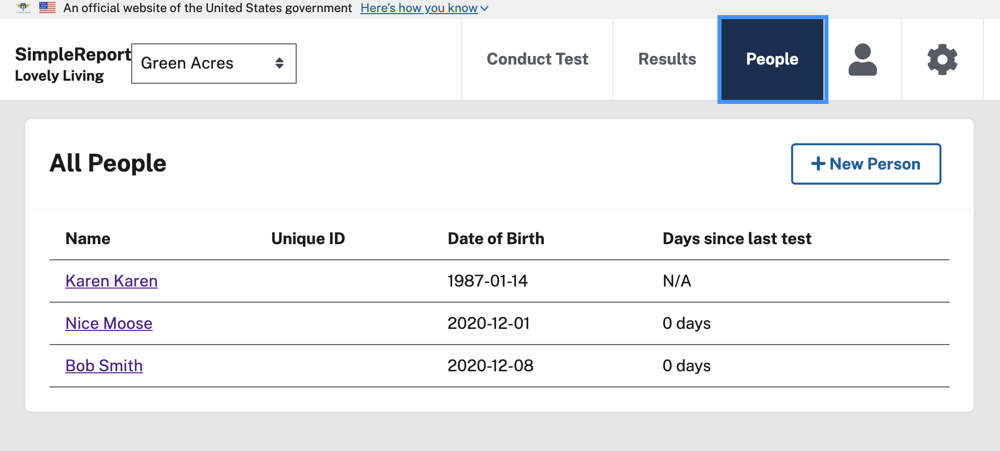 An official website of the United States government Here’s how you know
SimpleReport
Lovely Living
Green Acres
Conduct Test
Results
People
All People
New Person
Name Unique ID Date of Birth Days since last test
Karen Karen 1987-01-14 N/A
Nice Moose 2020-12-01 0 days
Bob Smith 2020-12-08 0 days